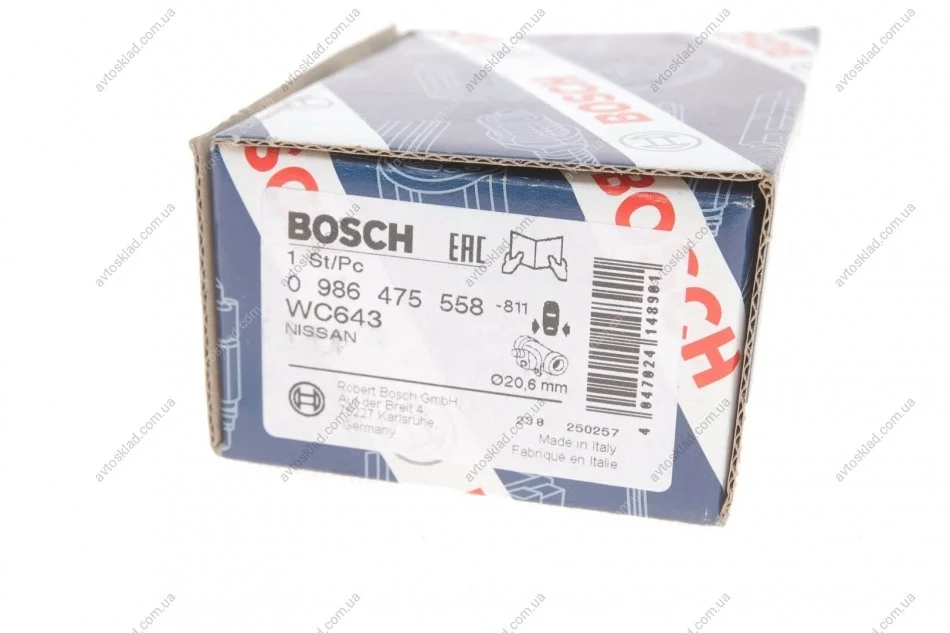 BOSCH
BOSCH
BOSCH
EAC
1 St/Pc
0 986 475 558 -811
WC643
NISSAN
Ø20,6 mm
Robert Bosch GmbH,
Auf der Breit 4
76227 Karlsruhe,
Germany
250257
Made in Italy
Fabriqué en Italie
4 047024 148901
avtosklad.com.ua